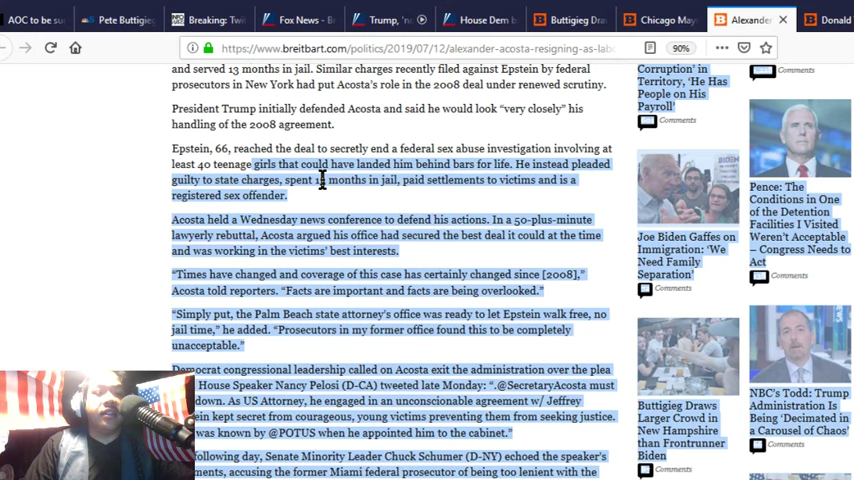 AOC to be su
Pete Buttigieg
Breaking: Twit
Fox News - Br
Trump, 'no
House Dem b
Buttigieg Draw
Chicago Mayo
Alexander
Donald
https://www.breitbart.com/politics/2019/07/12/alexander-acosta-resigning-as-lab
90%
and served 13 months in jail. Similar charges recently filed against Epstein by federal
prosecutors in New York had put Acosta's role in the 2008 deal under renewed scrutiny.
President Trump initially defended Acosta and said he would look “very closely” his
handling of the 2008 agreement.
Epstein, 66, reached the deal to secretly end a federal sex abuse investigation involving at
least 40 teenage girls that could have landed him behind bars for life. He instead pleaded
guilty to state charges, spent months in jail, paid settlements to victims and is a
registered sex offender.
Acosta held a Wednesday news conference to defend his actions. In a 50-plus-minute
lawyerly rebuttal, Acosta argued his office had secured the best deal it could at the time
and was working in the victims' best interests.
“Times have changed and coverage of this case has certainly changed since [2008],”
Acosta told reporters. “Facts are important and facts are being overlooked.”
“Simply put, the Palm Beach state attorney's office was ready to let Epstein walk free, no
jail time,” he added. “Prosecutors in my former office found this to be completely
unacceptable.”
Democrat congressional leadership called on Acosta exit the administration over the plea
House Speaker Nancy Pelosi (D-CA) tweeted late Monday: “.@SecretaryAcosta must
down. As US Attorney, he engaged in an unconscionable agreement w/ Jeffrey
ein kept secret from courageous, young victims preventing them from seeking justice.
was known by @POTUS when he appointed him to the cabinet.”
following day, Senate Minority Leader Chuck Schumer (D-NY) echoed the speaker's
ments, accusing the former Miami federal prosecutor of being too lenient with the
Corruption' in
Territory, 'He Has
People on His
Payroll'
Comments
Joe Biden Gaffes on
Immigration: 'We
Need Family
Separation'
Comments
Buttigieg Draws
Larger Crowd in
New Hampshire
than Frontrunner
Biden
Comments
Comments
Pence: The
Conditions in One
of the Detention
Facilities I Visited
Weren't Acceptable
– Congress Needs to
Act
Comments
NBC's Todd: Trump
Administration Is
Being 'Decimated in
a Carousel of Chaos'
Comments